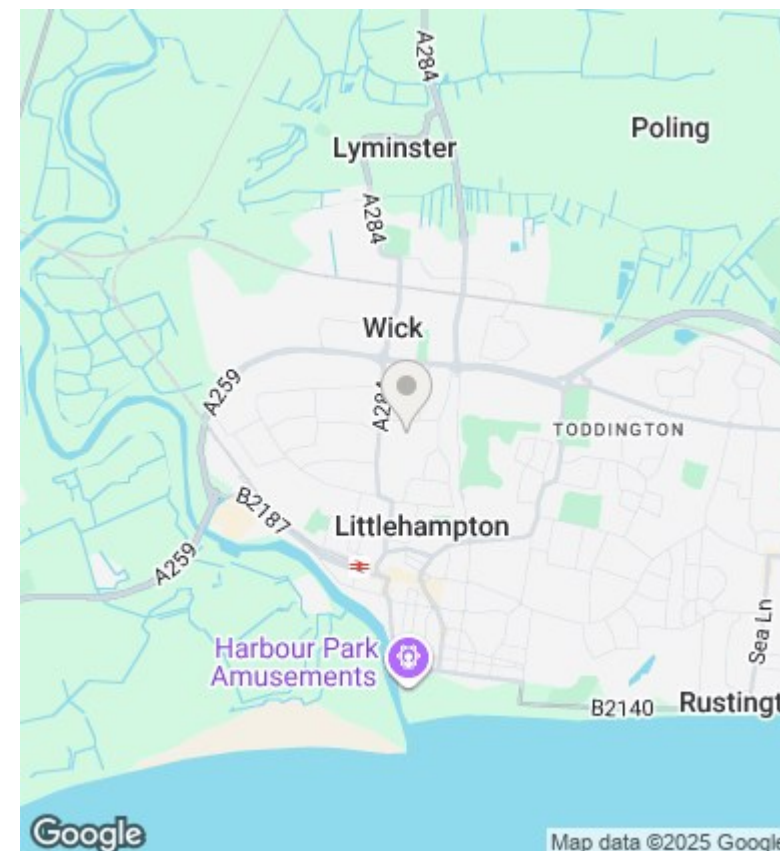 A284
Poling
Lyminster
A284
Wick
A259
A284
TODDINGTON
B2187
Littlehampton
A259
Sea Ln
Harbour Park
Amusements
B2140
Rustingt
Google
Map data ©2025 Google